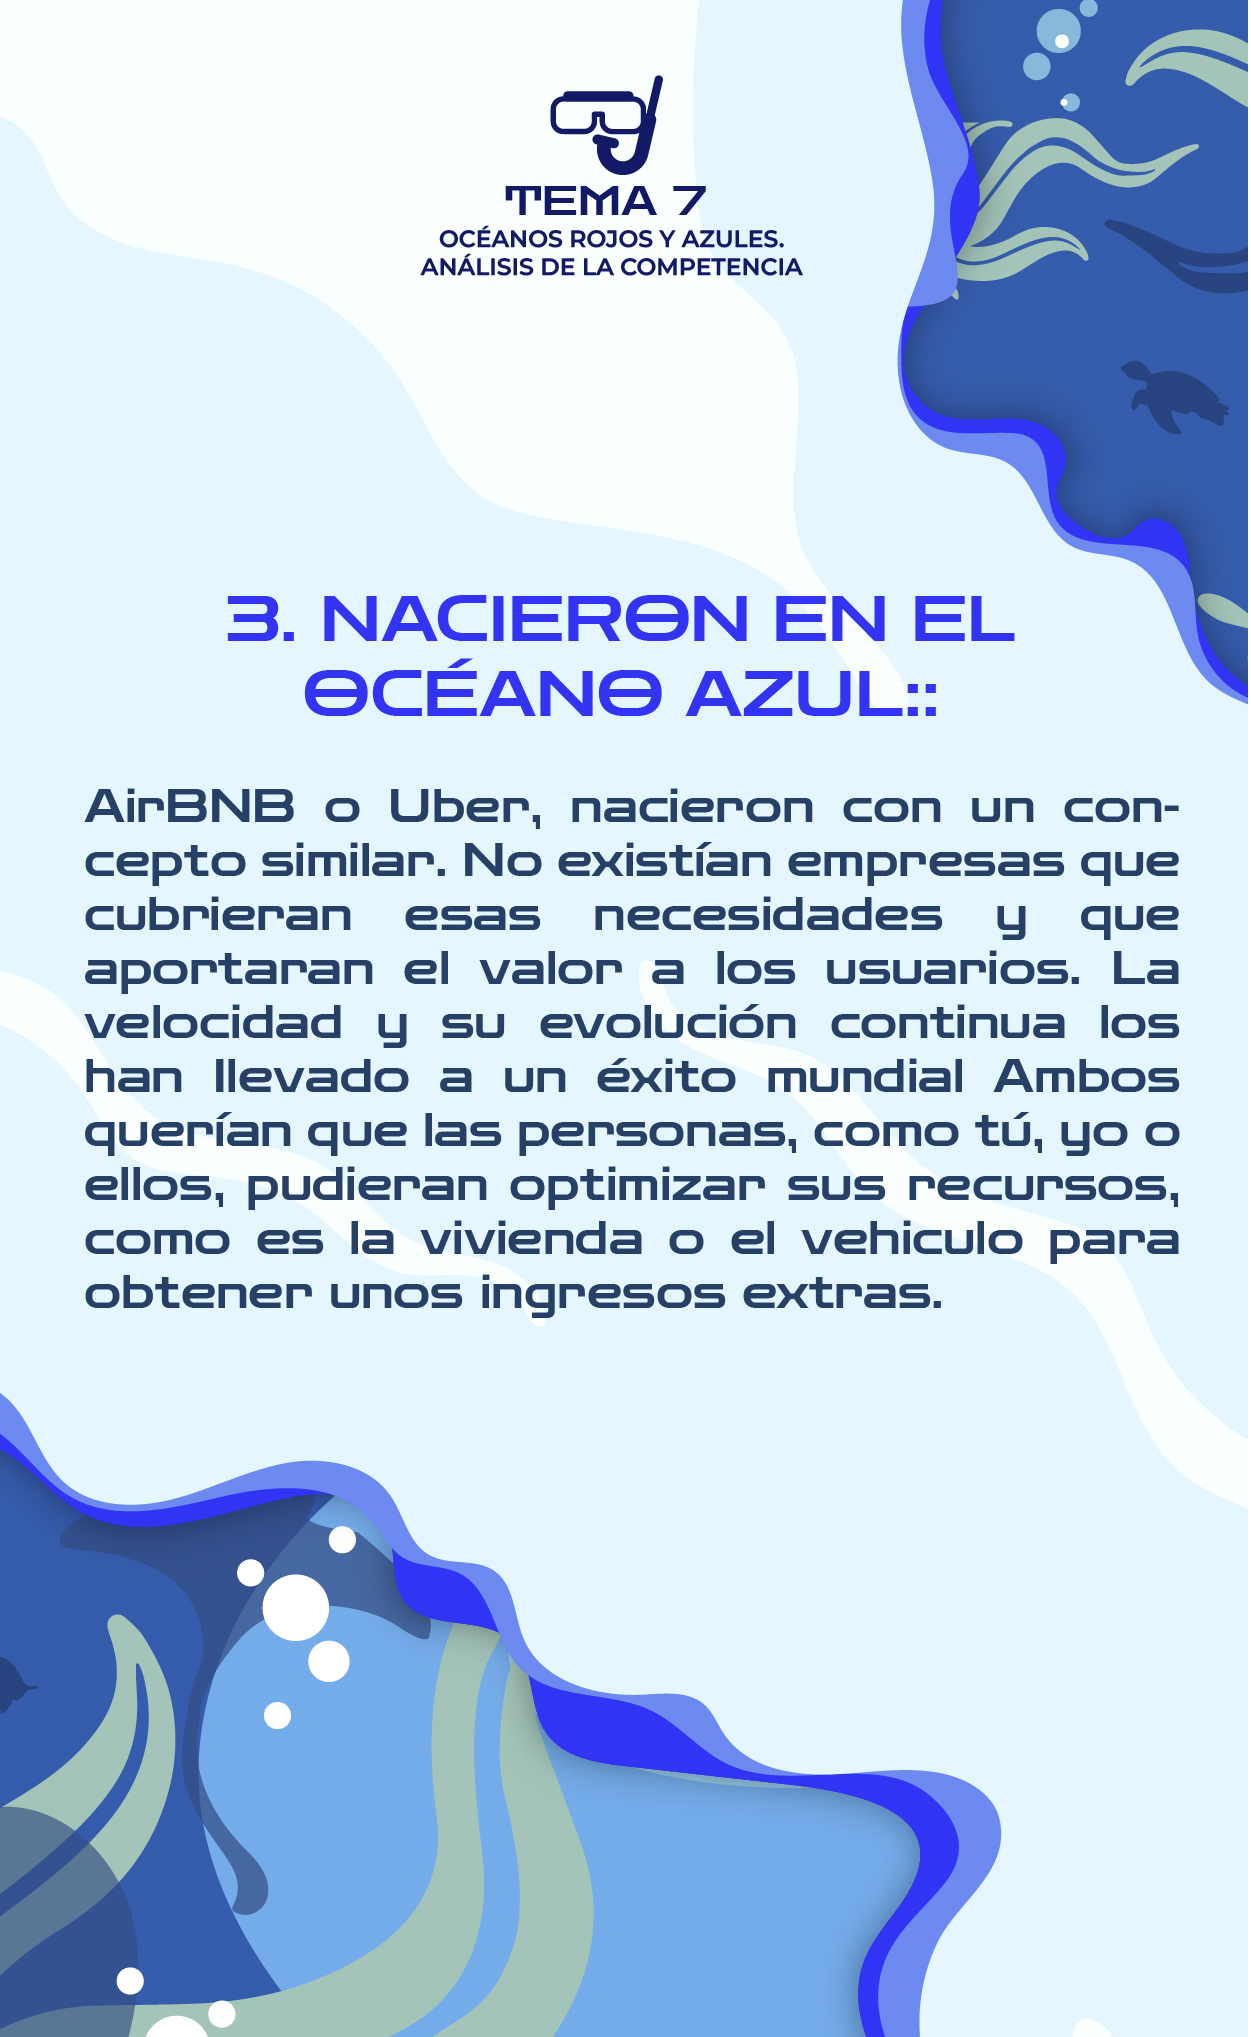 TEMA 7
OCÉANOS ROJOS Y AZULES.
ANÁLISIS DE LA COMPETENCIA
3. NACIERON EN EL
OCÉANO AZUL::
AirBNB o Uber, nacieron con un con-
cepto similar. No existían empresas que
cubrieran esas necesidades y que
aportaran el valor a los usuarios. La
velocidad y su evolución continua los
han llevado a un éxito mundial Ambos
querían que las personas, como tú, yo o
ellos, pudieran optimizar sus recursos,
como es la vivienda o el vehiculo para
obtener unos ingresos extras.